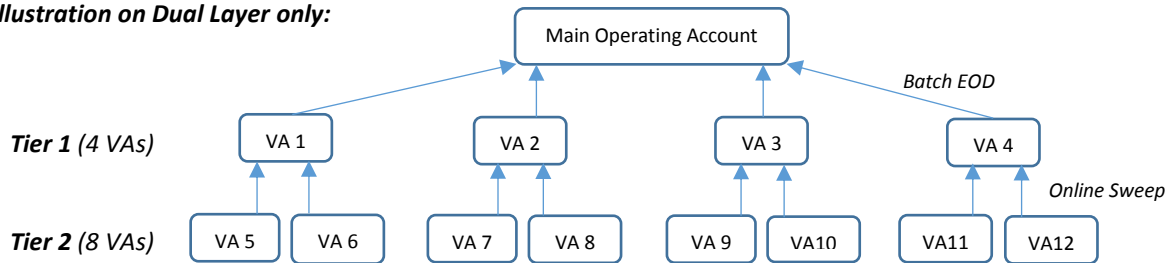 llustration on Dual Layer only:
Main Operating Account
Batch EOD
Tier 1 (4 VAs)
VA 1
VA 2
VA 3
VA 4
Online Sweep
Tier 2 (8 VAs)
VA 5
VA 6
VA 7
VA 8
VA 9
VA10
VA11
VA12